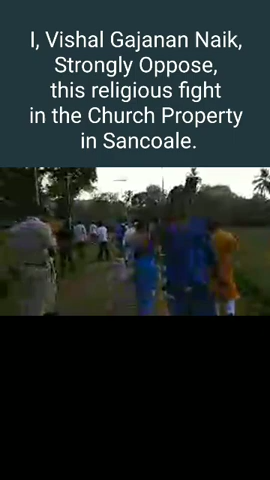 I, Vishal Gajanan Naik,
Strongly Oppose,
this religious fight
in the Church Property
in Sancoale.